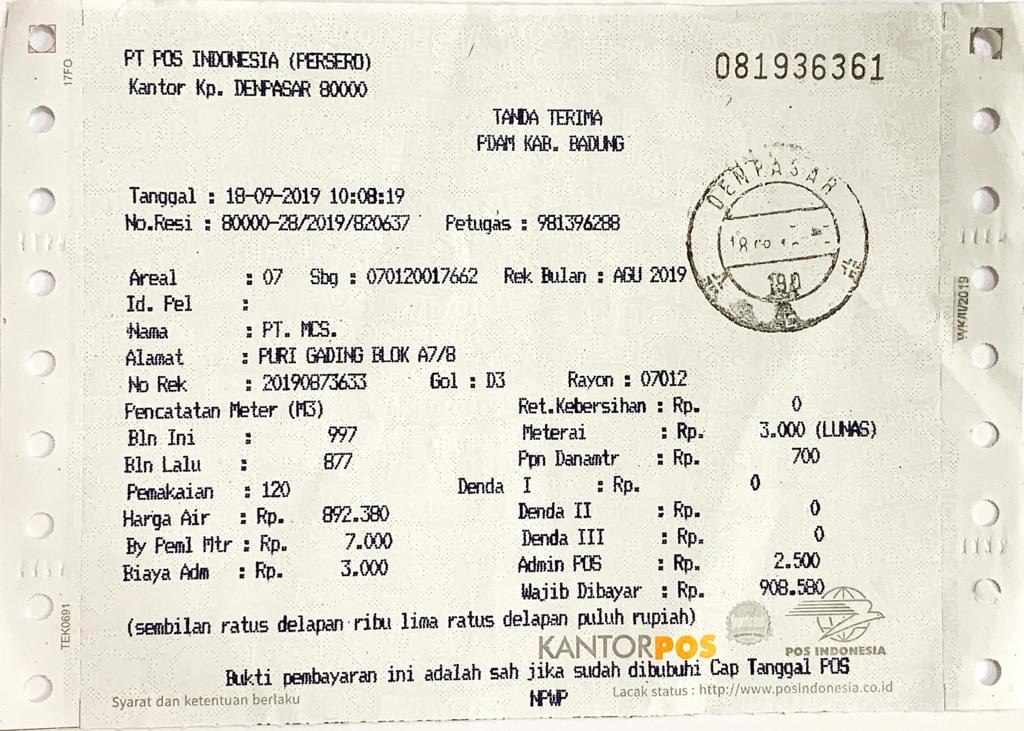 PT POS INDONESIA (PERSERO)
081936361
Kantor Kp. DENPASAR 80000
17FO
TANDA TERIMA
PDAM KAB. BADUNG
DENPASAR
Tanggal : 18-09-2019 10:08:19
No.Resi : 80000-28/2019/820637 Petugas : 981396288
Areal : 07 Sbg : 070120017662 Rek Bulan : AGU 2019
Id. Pel :
Nama : PT. MCS.
Alamat : PURI GADING BLOK A7/8
No Rek : 20190873633 Gol : D3 Rayon : 07012
Pencatatan Meter (M3) Ret.Kebersihan : Rp. 0
Bln Ini : 997 Meterai : Rp. 3.000 (LUNAS)
Bln Lalu : 877 Ppn Danamtr : Rp. 700
Pemakaian : 120 Denda I : Rp. 0
Harga Air : Rp. 892.380 Denda II : Rp. 0
By Peml Mtr : Rp. 7.000 Denda III : Rp. 0
Biaya Adm : Rp. 3.000 Admin POS : Rp. 2.500
Wajib Dibayar : Rp. 908.580
(sembilan ratus delapan ribu lima ratus delapan puluh rupiah)
KANTORPOS
POS INDONESIA
Bukti pembayaran ini adalah sah jika sudah dibubuhi Cap Tanggal POS
Syarat dan ketentuan berlaku
NPWP
Lacak status : http://www.posindonesia.co.id
TEK0691